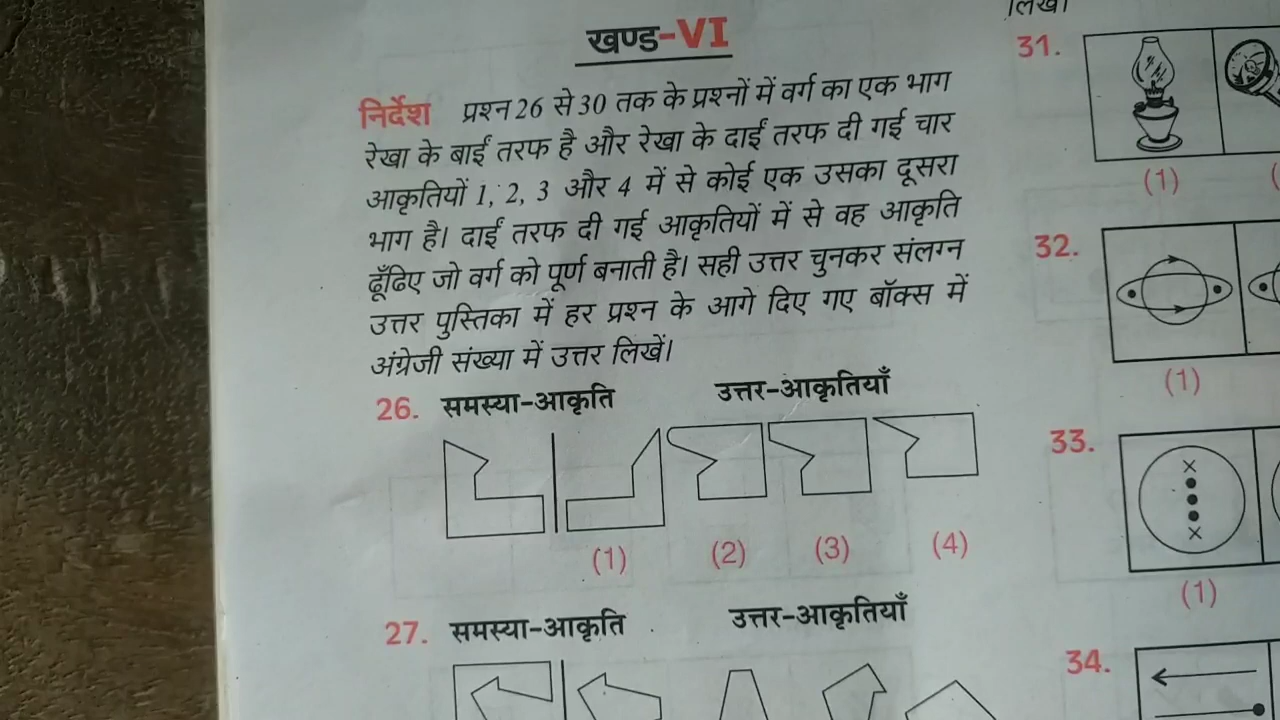 खण्ड-VI
निर्देश प्रश्न 26 से 30 तक के प्रश्नों में वर्ग का एक भाग
रेखा के बाईं तरफ है और रेखा के दाईं तरफ दी गई चार
आकृतियों 1, 2, 3 और 4 में से कोई एक उसका दूसरा
भाग है। दाईं तरफ दी गई आकृतियों में से वह आकृति
ढूँढिए जो वर्ग को पूर्ण बनाती है। सही उत्तर चुनकर संलग्न
उत्तर पुस्तिका में हर प्रश्न के आगे दिए गए बॉक्स में
अंग्रेजी संख्या में उत्तर लिखें।
26. समस्या-आकृति उत्तर-आकृतियाँ
(1) (2) (3) (4)
27. समस्या-आकृति उत्तर-आकृतियाँ
लिखें।
31.
(1)
32.
(1)
33.
(1)
34.